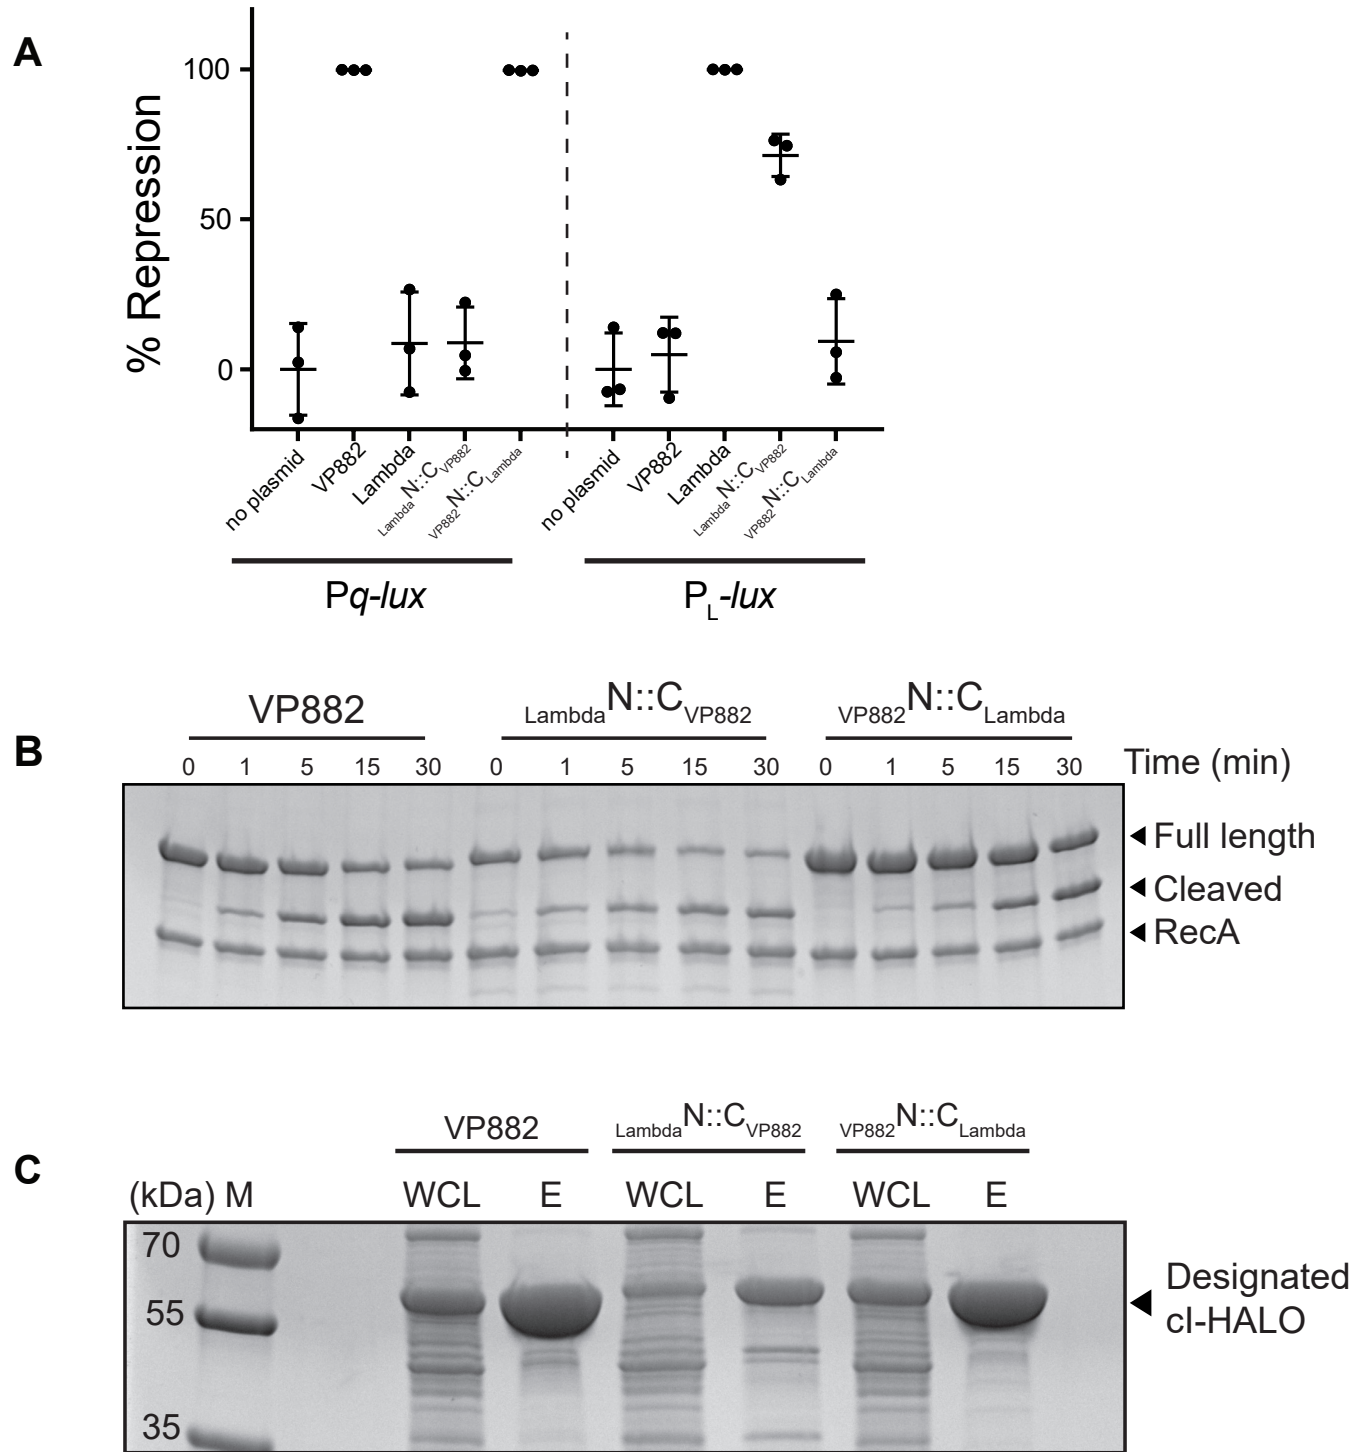 A
% Repression
100
50
0
no plasmid
VP882
Lambda
LambdaN::CVP882
VP882N::CLambda
no plasmid
VP882
Lambda
LambdaN::CVP882
VP882N::CLambda
Pq-lux
PL-lux
B
VP882
LambdaN::CVP882
VP882N::CLambda
0 1 5 15 30 0 1 5 15 30 0 1 5 15 30 Time (min)
Full length
Cleaved
RecA
C
VP882
LambdaN::CVP882
VP882N::CLambda
(kDa) M WCL E WCL E WCL E
70
55
35
Designated
cI-HALO